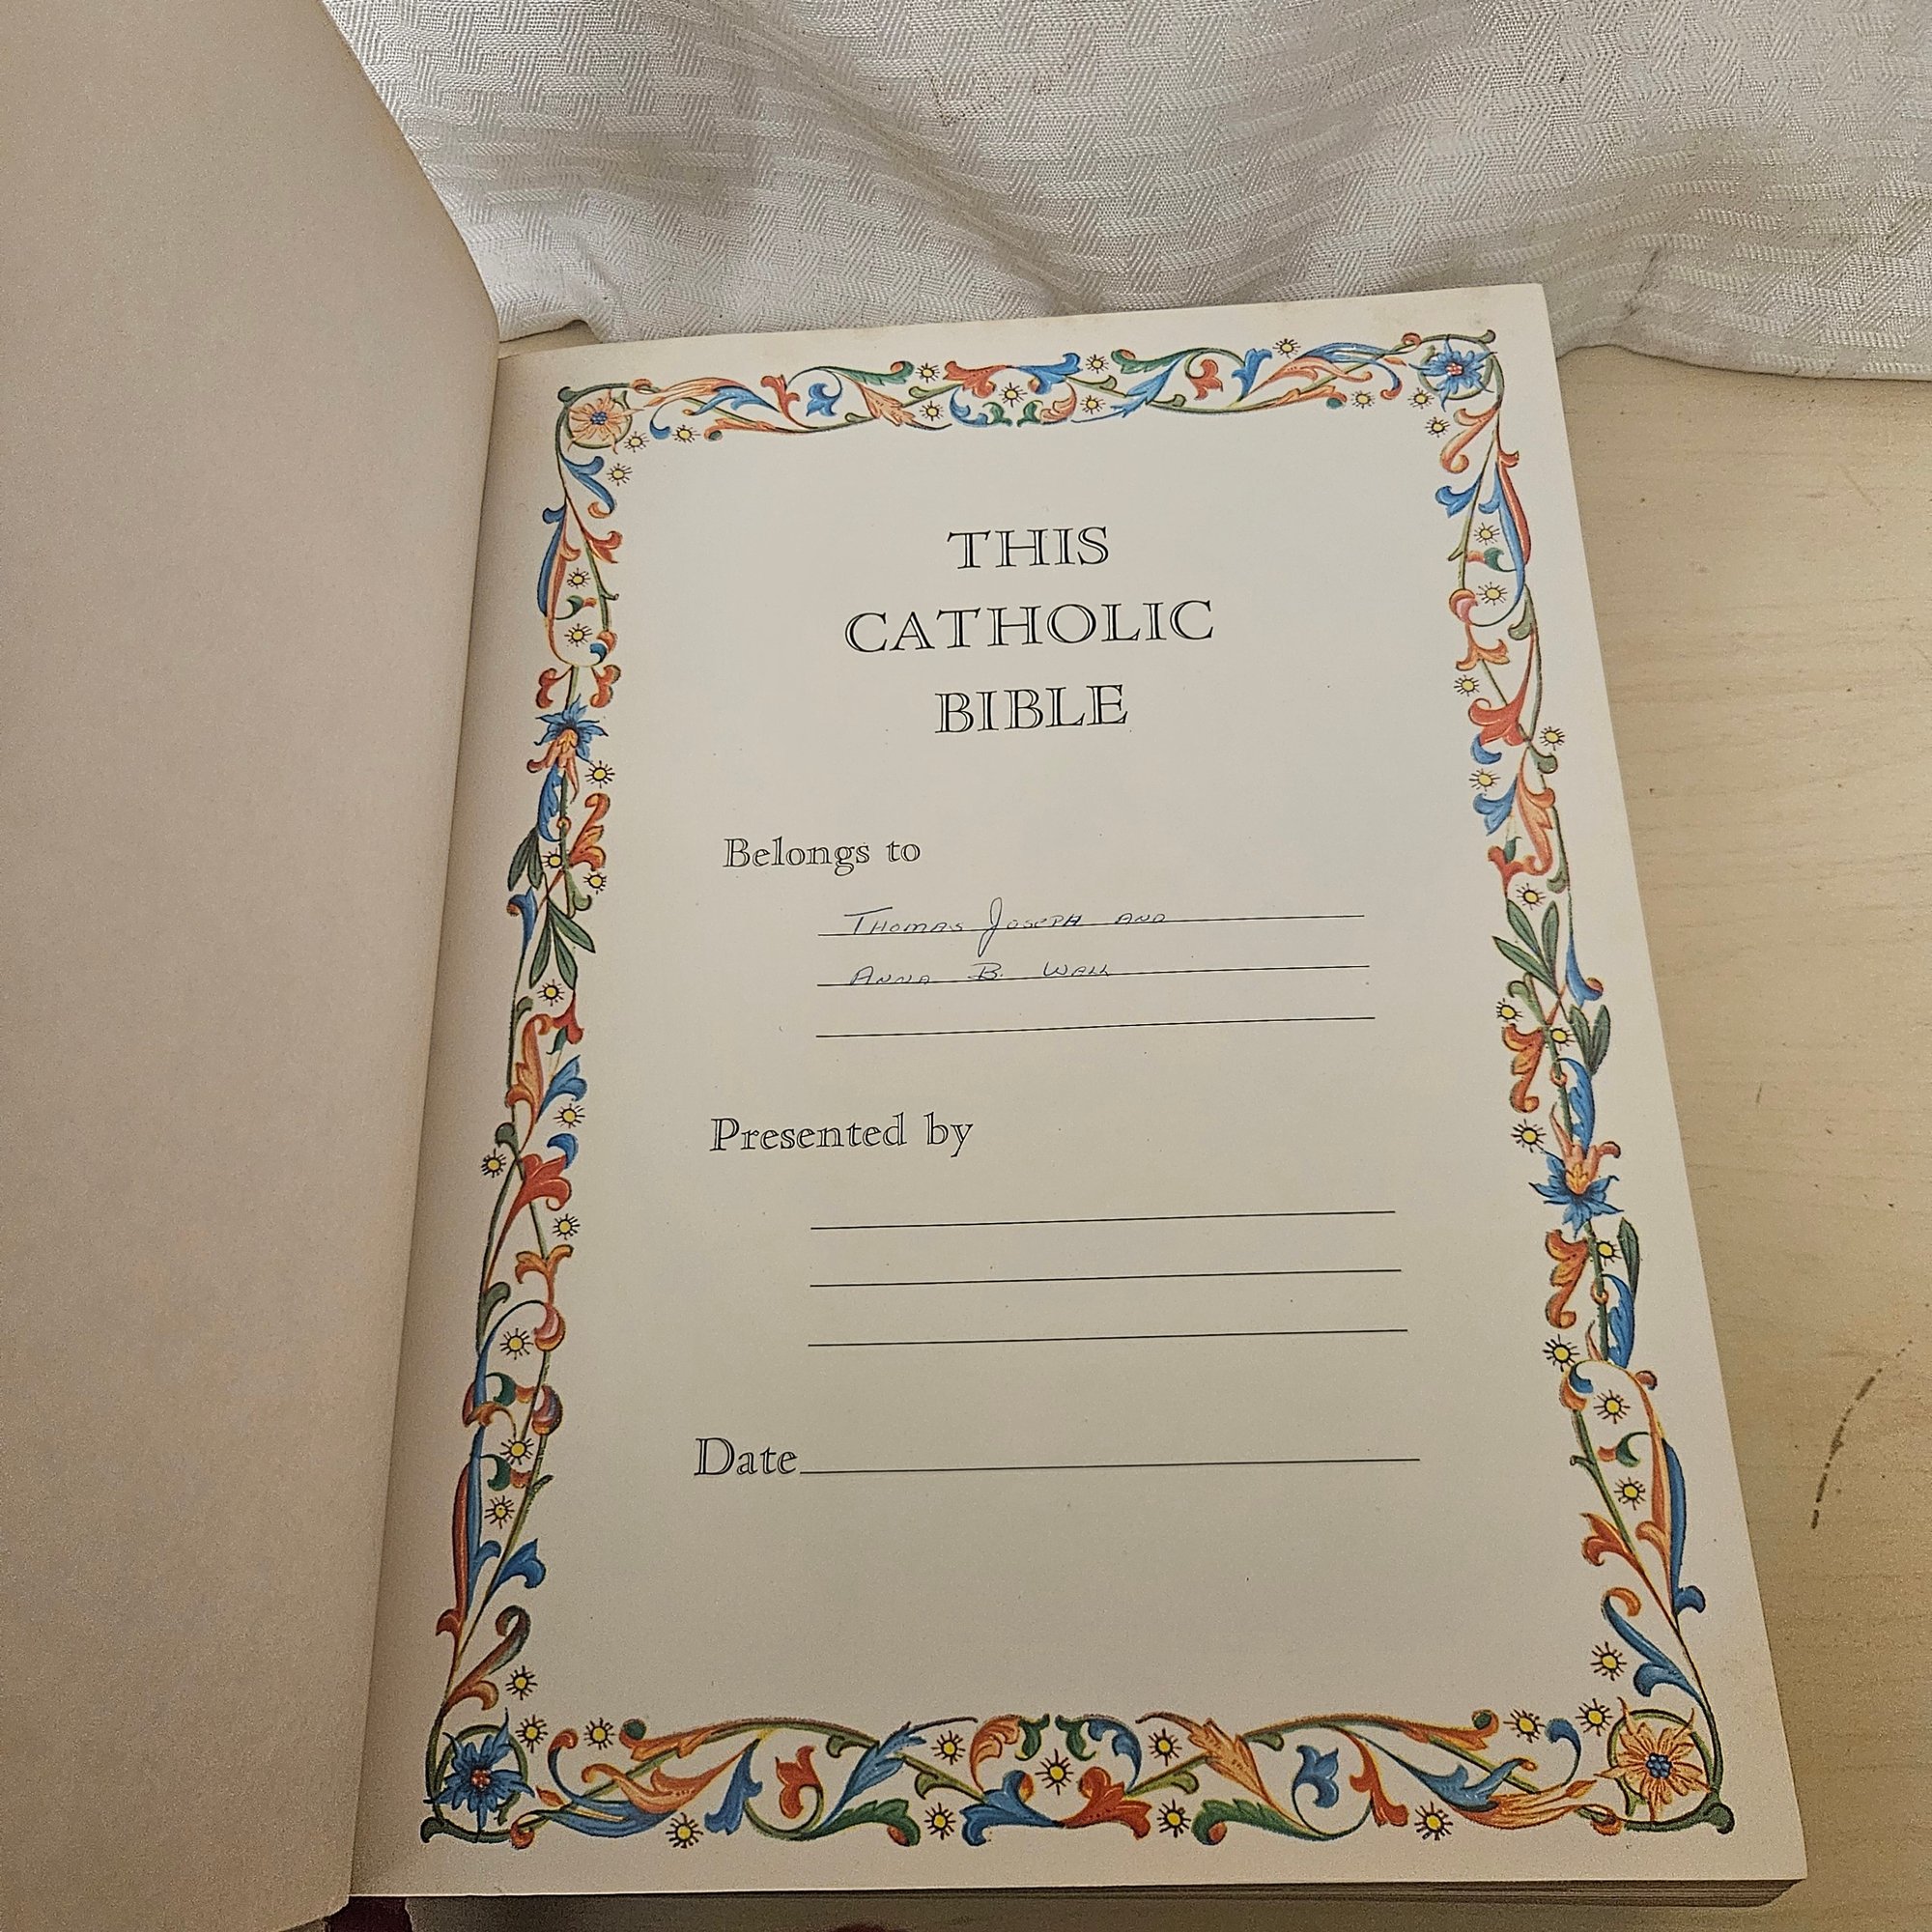 THIS
CATHOLIC
BIBLE
Belongs to
THOMAS JOSEPH AND
ANNA B. WALL
Presented by
Date